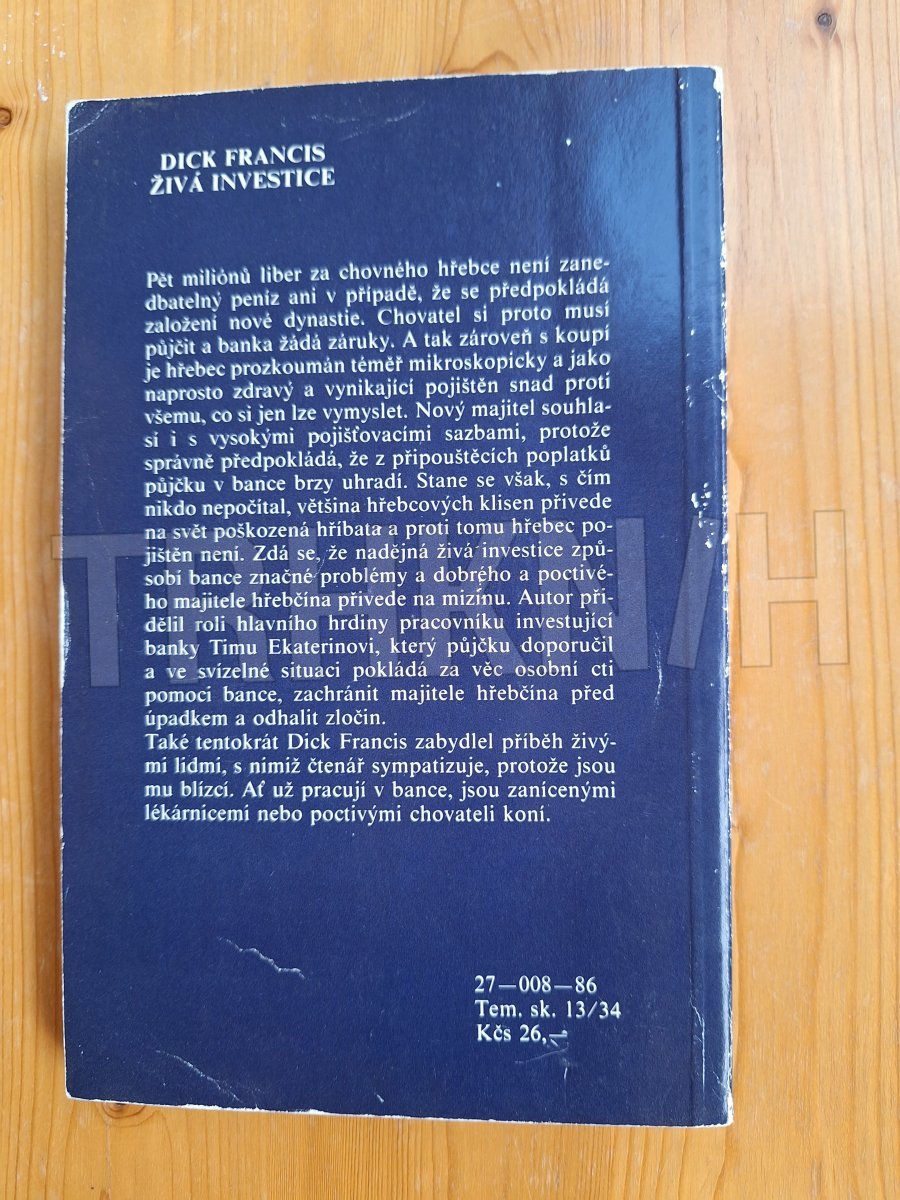 DICK FRANCIS
ŽIVÁ INVESTICE
Pět miliónů liber za chovného hřebce není zane-
dbatelný peníz ani v případě, že se předpokládá
založení nové dynastie. Chovatel si proto musí
půjčit a banka žádá záruky. A tak zároveň s koupí
je hřebec prozkoumán téměř mikroskopicky a jako
naprosto zdravý a vynikající pojištěn snad proti
všemu, co si jen lze vymyslet. Nový majitel souhla-
sí i s vysokými pojišťovacími sazbami, protože
správně předpokládá, že z připouštěcích poplatků
půjčku v bance brzy uhradí. Stane se však, s čím
nikdo nepočítal, většina hřebcových klisen přivede
na svět poškozená hříbata a proti tomu hřebec po-
jištěn není. Zdá se, že nadějná živá investice způ-
sobí bance značné problémy a dobrého a poctivé-
ho majitele hřebčína přivede na mizinu. Autor při-
dělil roli hlavního hrdiny pracovníku investující
banky Timu Ekaterinovi, který půjčku doporučil
a ve svízelné situaci pokládá za věc osobní cti
pomoci bance, zachránit majitele hřebčína před
úpadkem a odhalit zločin.
Také tentokrát Dick Francis zabydlel příběh živý-
mi lidmi, s nimiž čtenář sympatizuje, protože jsou
mu blízcí. Ať už pracují v bance, jsou zanícenými
lékárnicemi nebo poctivými chovateli koní.
27—008—86
Tem. sk. 13/34
Kčs 26,—
TRHKNIH